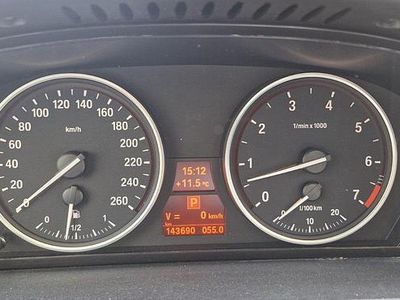 0 20 40 60 80 100 120 140 160 180 200 220 240 260
km/h
0 1/2 1
15:12
+11.5°C
P
V = 0 km/h
143690 055.0
1 2 3 4 5 6 7
1/min x 1000
0 10 20
l/100km